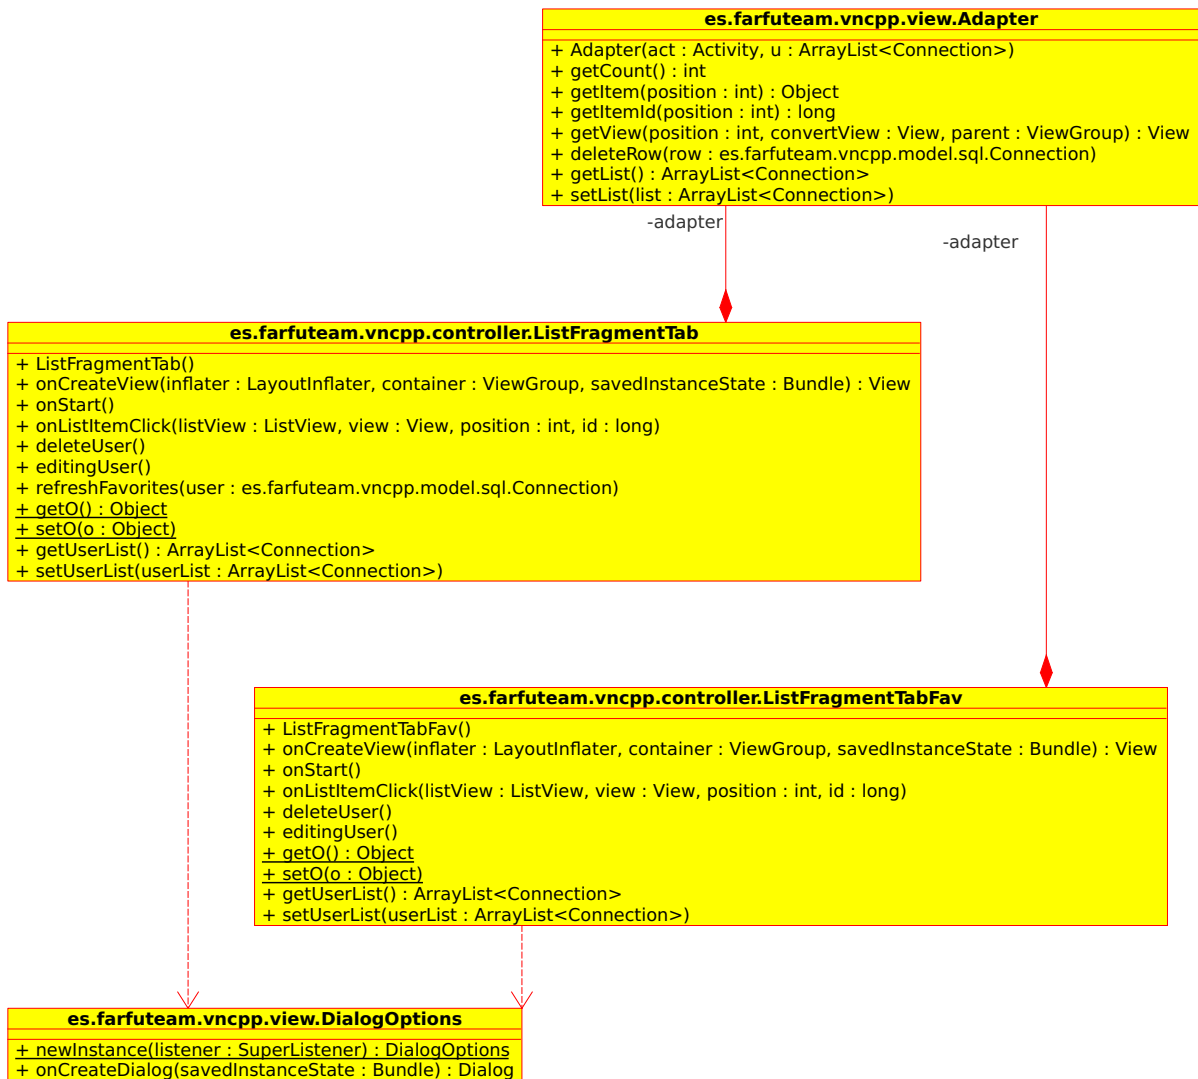 es.farfuteam.vncpp.view.Adapter
+ Adapter(act : Activity, u : ArrayList<Connection>)
+ getCount() : int
+ getItem(position : int) : Object
+ getItemId(position : int) : long
+ getView(position : int, convertView : View, parent : ViewGroup) : View
+ deleteRow(row : es.farfuteam.vncpp.model.sql.Connection)
+ getList() : ArrayList<Connection>
+ setList(list : ArrayList<Connection>)
-adapter
-adapter
es.farfuteam.vncpp.controller.ListFragmentTab
+ ListFragmentTab()
+ onCreateView(inflater : LayoutInflater, container : ViewGroup, savedInstanceState : Bundle) : View
+ onStart()
+ onListItemClick(listView : ListView, view : View, position : int, id : long)
+ deleteUser()
+ editingUser()
+ refreshFavorites(user : es.farfuteam.vncpp.model.sql.Connection)
+ getO() : Object
+ setO(o : Object)
+ getUserList() : ArrayList<Connection>
+ setUserList(userList : ArrayList<Connection>)
es.farfuteam.vncpp.controller.ListFragmentTabFav
+ ListFragmentTabFav()
+ onCreateView(inflater : LayoutInflater, container : ViewGroup, savedInstanceState : Bundle) : View
+ onStart()
+ onListItemClick(listView : ListView, view : View, position : int, id : long)
+ deleteUser()
+ editingUser()
+ getO() : Object
+ setO(o : Object)
+ getUserList() : ArrayList<Connection>
+ setUserList(userList : ArrayList<Connection>)
es.farfuteam.vncpp.view.DialogOptions
+ newInstance(listener : SuperListener) : DialogOptions
+ onCreateDialog(savedInstanceState : Bundle) : Dialog